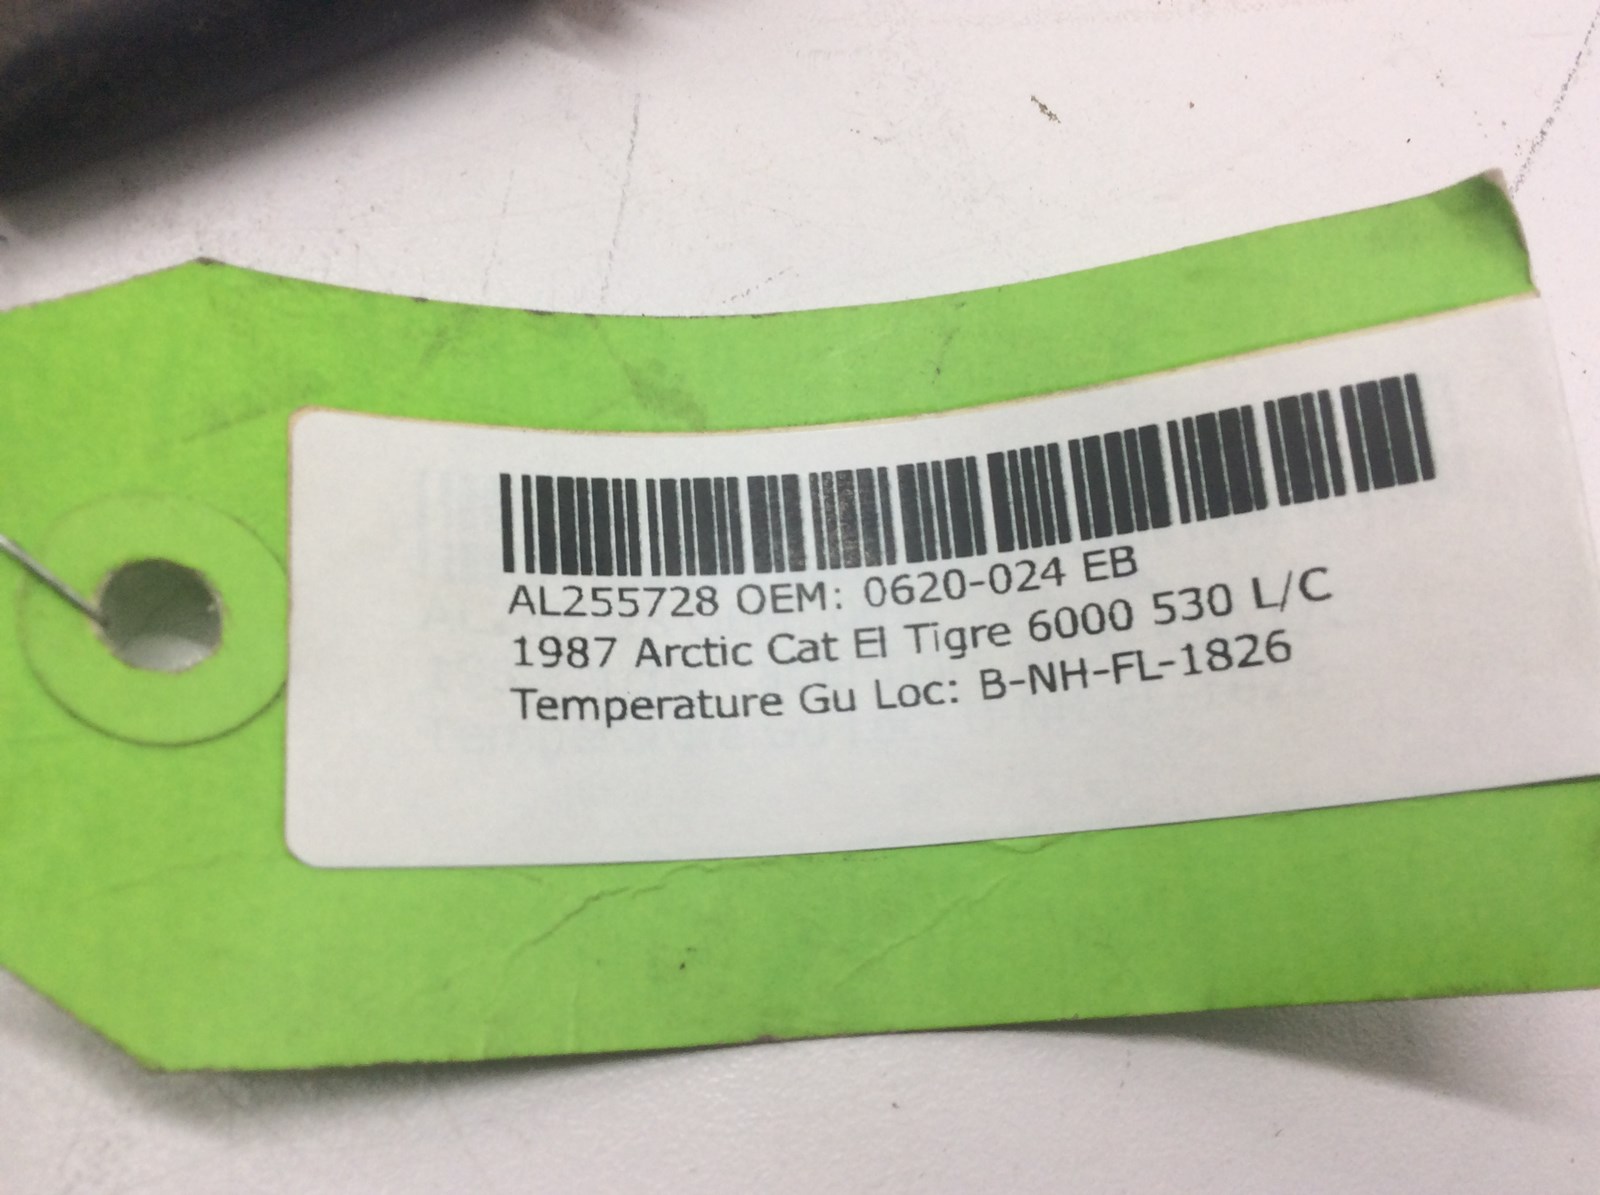 AL255728 OEM: 0620-024 EB
1987 Arctic Cat El Tigre 6000 530 L/C
Temperature Gu Loc: B-NH-FL-1826